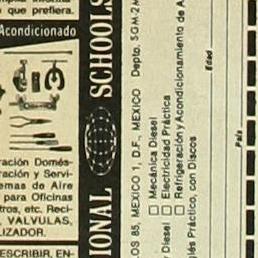 que prefiera.
Acondicionado
ración Domés-
ración y Servi-
emas de Aire
para Oficinas
tros, etc. Reci-
, VALVULAS,
LIZADOR.
ESCRIBIR, EN-
IONAL SCHOOLS
OS 85, MEXICO 1, D.F., MEXICO Depto. SGM-2
☐ Mecánica Diesel
Diesel ☐ Electricidad Práctica
☐ Refrigeración y Acondicionamiento de A
glés Práctico, con Discos
Edad
País